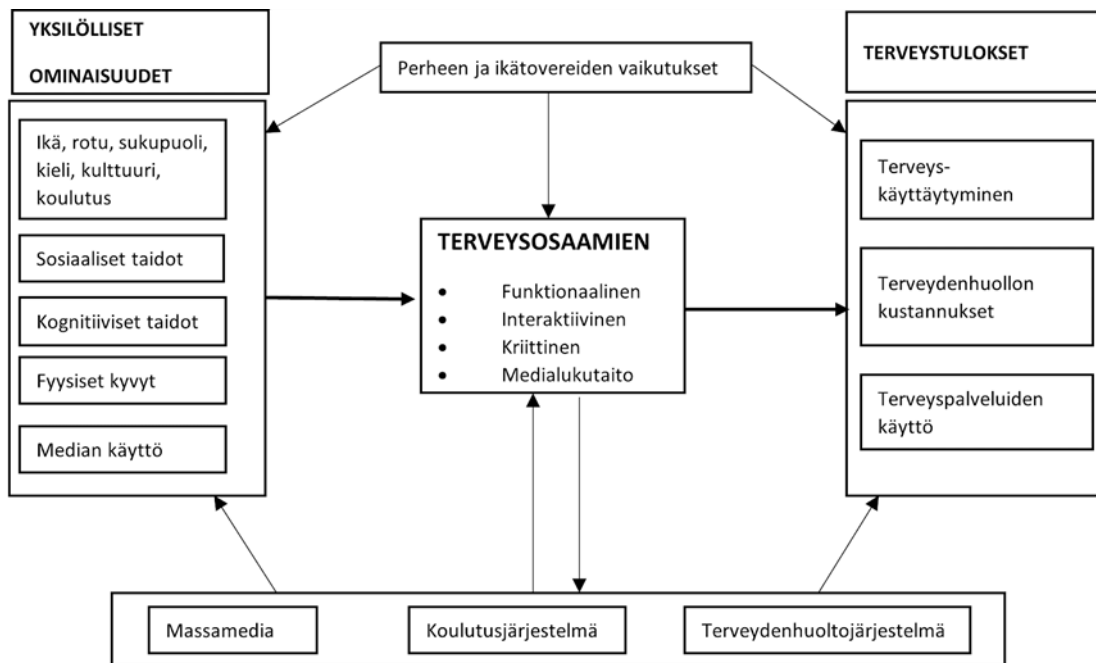 YKSILÖLLISET
OMINAISUUDET
Ikä, rotu, sukupuoli,
kieli, kulttuuri,
koulutus
Sosiaaliset taidot
Kognitiiviset taidot
Fyysiset kyvyt
Median käyttö
Perheen ja ikätovereiden vaikutukset
TERVEYSOSAAMIEN
• Funktionaalinen
• Interaktiivinen
• Kriittinen
• Medialukutaito
TERVEYSTULOKSET
Terveys-
käyttäytyminen
Terveydenhuollon
kustannukset
Terveyspalveluiden
käyttö
Massamedia
Koulutusjärjestelmä
Terveydenhuoltojärjestelmä